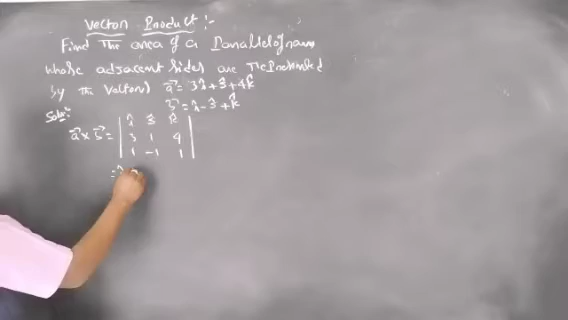 Vector Product :-
Find The area of a Parallelogram
whose adjacent sides are represented
by the vectors a⃗ = 3î + ĵ + 4k̂
b⃗ = î - ĵ + k̂
Soln:
a⃗ × b⃗ = | î ĵ k̂ |
| 3 1 4 |
| 1 -1 1 |
= î